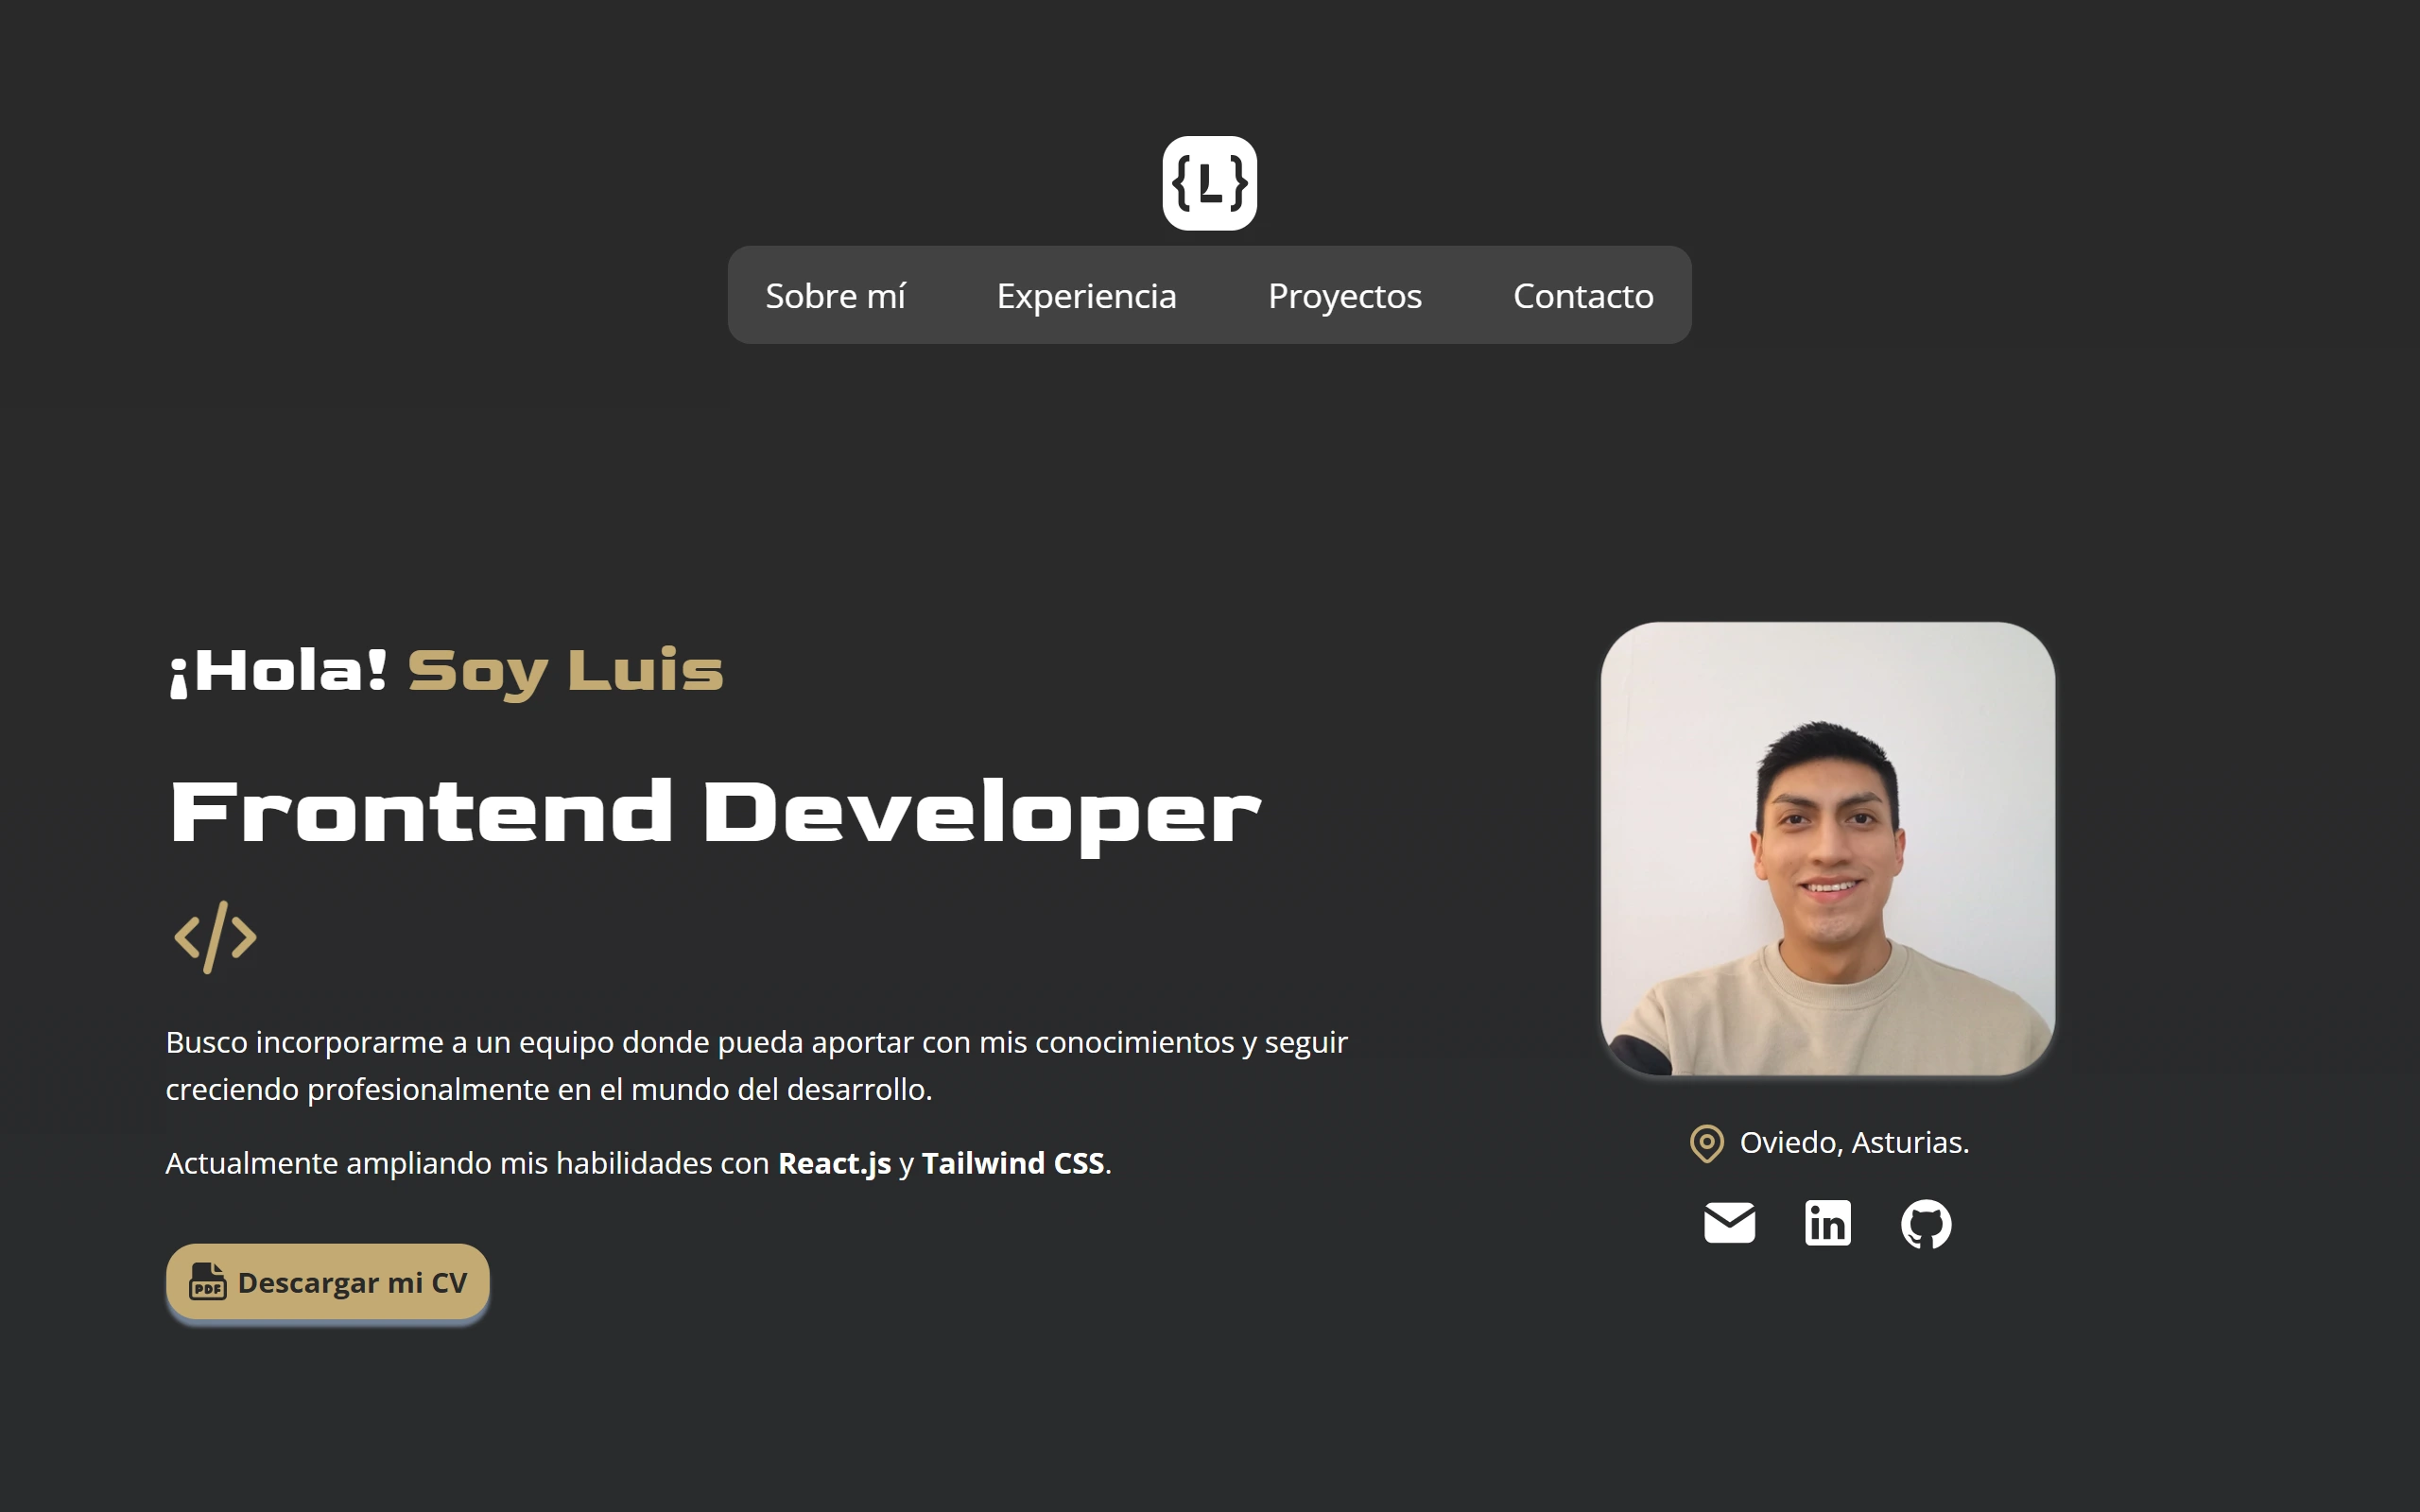 {L}
Sobre mí Experiencia Proyectos Contacto
¡Hola! Soy Luis
Frontend Developer
</>
Busco incorporarme a un equipo donde pueda aportar con mis conocimientos y seguir
creciendo profesionalmente en el mundo del desarrollo.
Actualmente ampliando mis habilidades con React.js y Tailwind CSS.
PDF Descargar mi CV
Oviedo, Asturias.
in